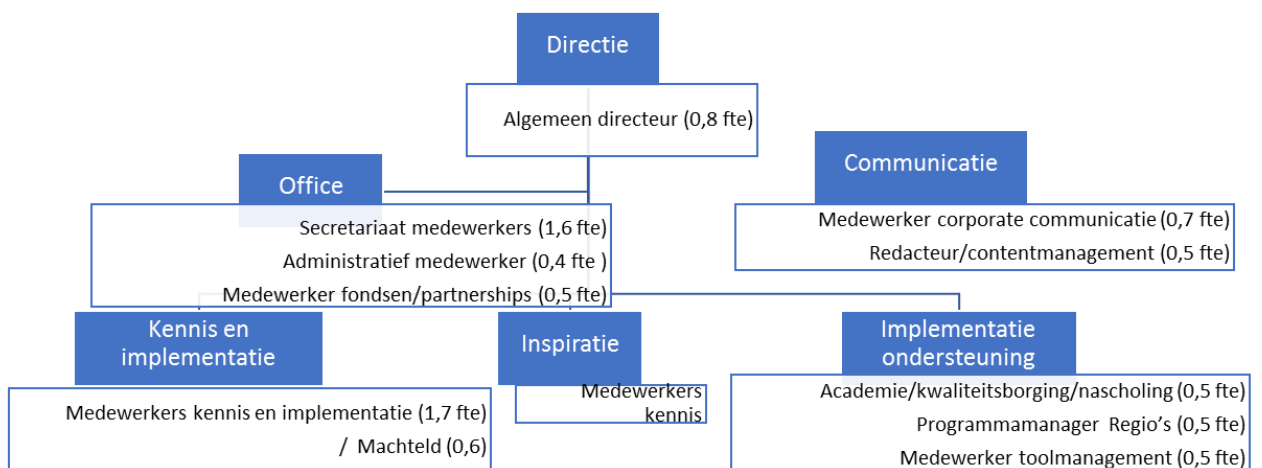 Directie
Algemeen directeur (0,8 fte)
Communicatie
Medewerker corporate communicatie (0,7 fte)
Redacteur/contentmanagement (0,5 fte)
Office
Secretariaat medewerkers (1,6 fte)
Administratief medewerker (0,4 fte )
Medewerker fondsen/partnerships (0,5 fte)
Kennis en
implementatie
Medewerkers kennis en implementatie (1,7 fte)
/ Machteld (0,6)
Inspiratie
Medewerkers
kennis
Implementatie
ondersteuning
Academie/kwaliteitsborging/nascholing (0,5 fte)
Programmamanager Regio’s (0,5 fte)
Medewerker toolmanagement (0,5 fte)